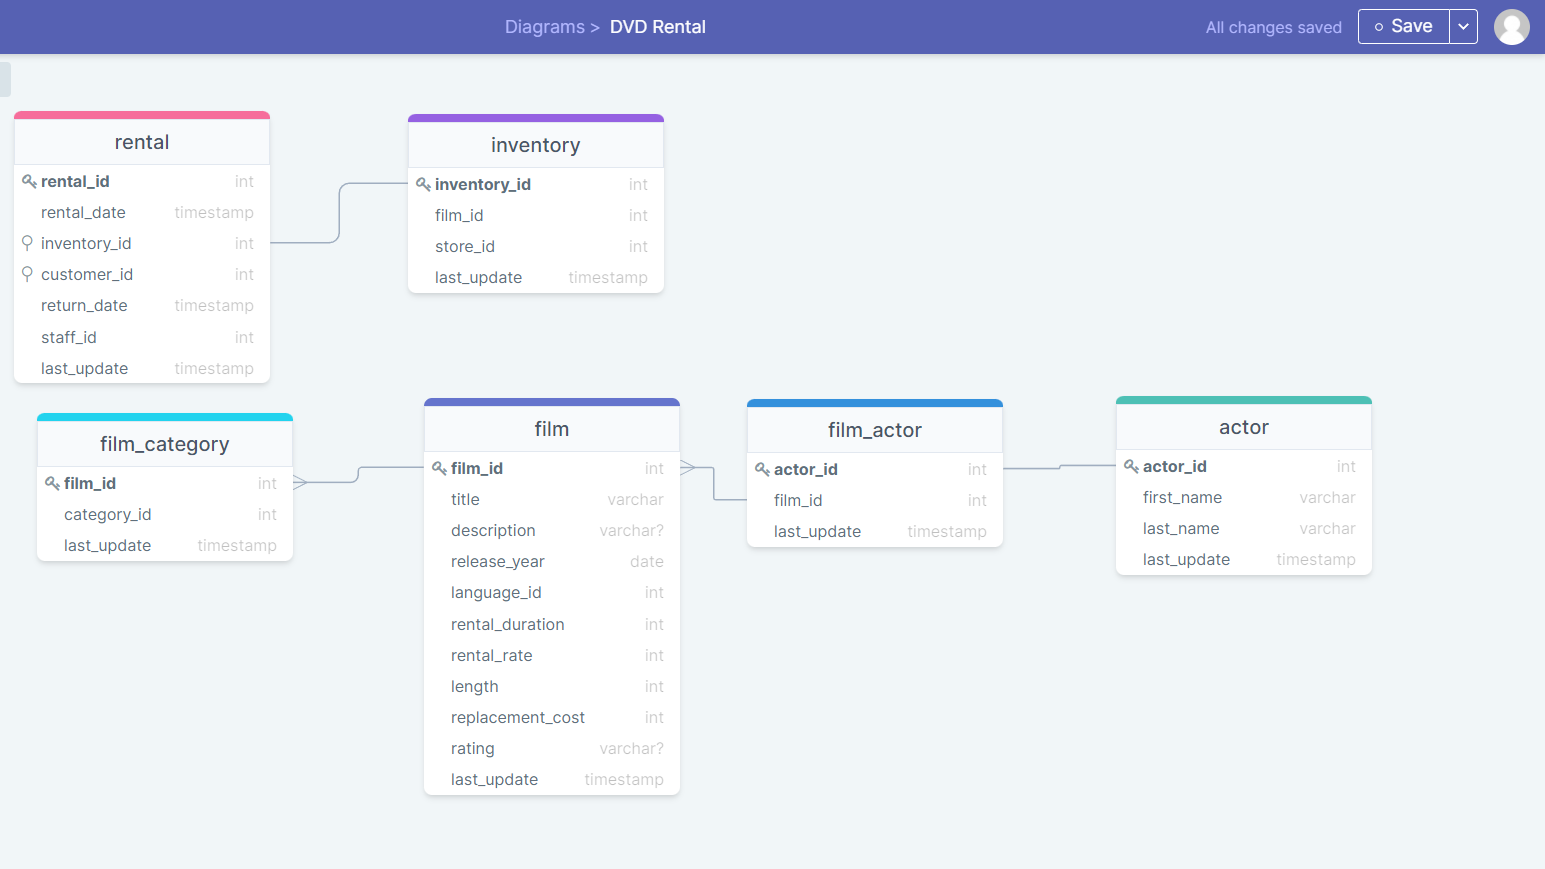 Diagrams > DVD Rental
All changes saved
Save
rental
rental_id int
rental_date timestamp
inventory_id int
customer_id int
return_date timestamp
staff_id int
last_update timestamp
inventory
inventory_id int
film_id int
store_id int
last_update timestamp
film_category
film_id int
category_id int
last_update timestamp
film
film_id int
title varchar
description varchar?
release_year date
language_id int
rental_duration int
rental_rate int
length int
replacement_cost int
rating varchar?
last_update timestamp
film_actor
actor_id int
film_id int
last_update timestamp
actor
actor_id int
first_name varchar
last_name varchar
last_update timestamp